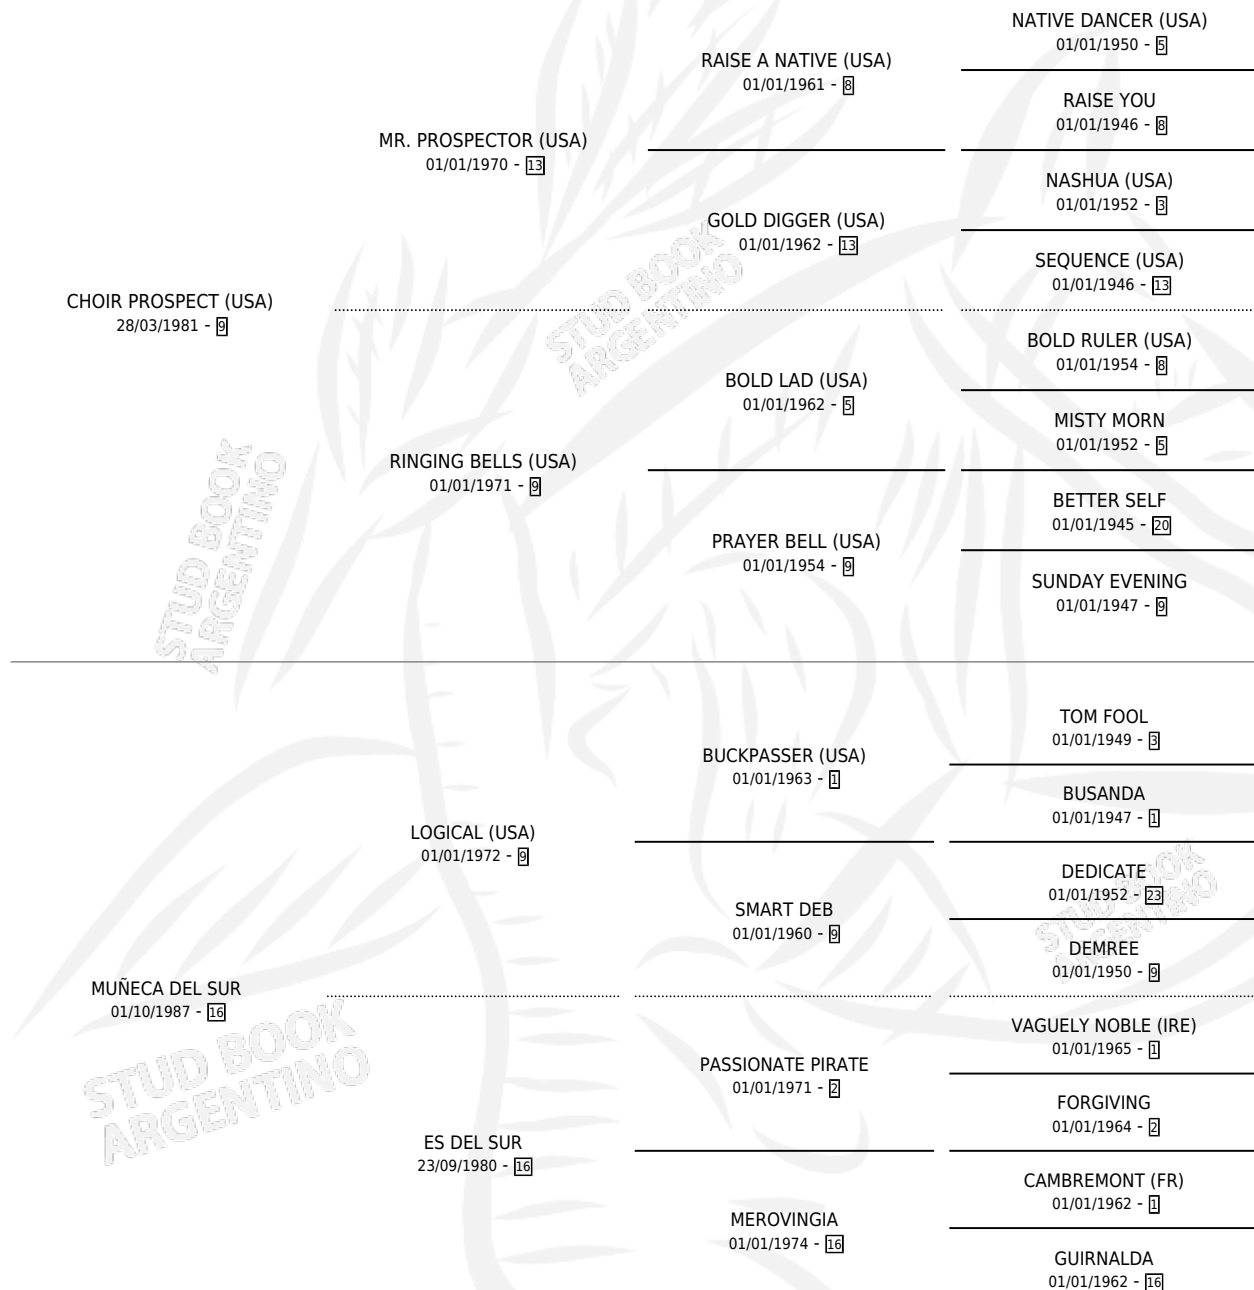 NATIVE DANCER (USA)
01/01/1950 - 5
RAISE A NATIVE (USA)
01/01/1961 - 8
RAISE YOU
01/01/1946 - 8
MR. PROSPECTOR (USA)
01/01/1970 - 13
NASHUA (USA)
01/01/1952 - 3
GOLD DIGGER (USA)
01/01/1962 - 13
SEQUENCE (USA)
01/01/1946 - 13
CHOIR PROSPECT (USA)
28/03/1981 - 9
BOLD RULER (USA)
01/01/1954 - 8
BOLD LAD (USA)
01/01/1962 - 5
MISTY MORN
01/01/1952 - 5
RINGING BELLS (USA)
01/01/1971 - 9
BETTER SELF
01/01/1945 - 20
PRAYER BELL (USA)
01/01/1954 - 9
SUNDAY EVENING
01/01/1947 - 9
TOM FOOL
01/01/1949 - 3
BUCKPASSER (USA)
01/01/1963 - 1
BUSANDA
01/01/1947 - 1
LOGICAL (USA)
01/01/1972 - 9
DEDICATE
01/01/1952 - 23
SMART DEB
01/01/1960 - 9
DEMREE
01/01/1950 - 9
MUÑECA DEL SUR
01/10/1987 - 16
VAGUELY NOBLE (IRE)
01/01/1965 - 1
PASSIONATE PIRATE
01/01/1971 - 2
FORGIVING
01/01/1964 - 2
ES DEL SUR
23/09/1980 - 16
CAMBREMONT (FR)
01/01/1962 - 1
MEROVINGIA
01/01/1974 - 16
GUIRNALDA
01/01/1962 - 16
STUD BOOK
ARGENTINO
STUD BOOK
ARGENTINO
STUD BOOK
ARGENTINO
STUD BOOK
ARGENTINO